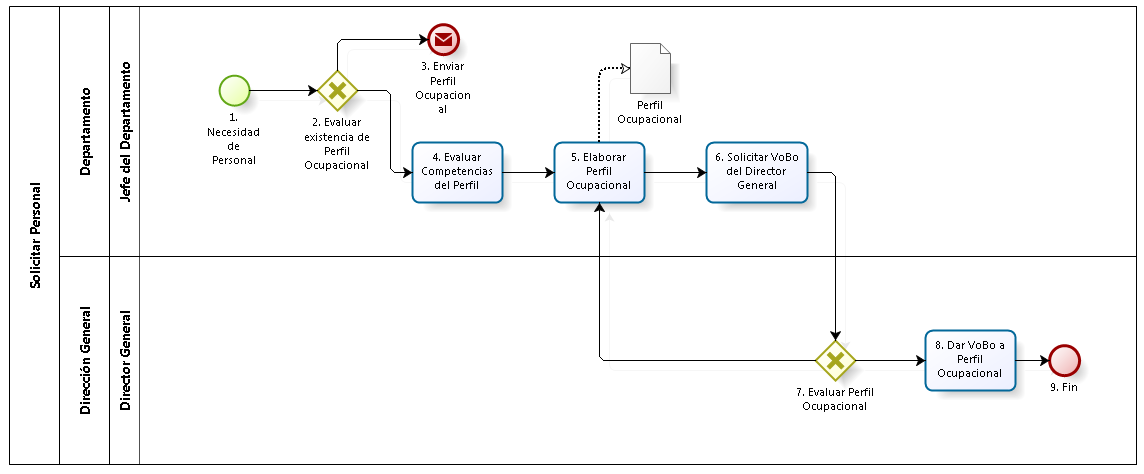 Solicitar Personal
Departamento
Jefe del Departamento
1.
Necesidad
de
Personal
2. Evaluar
existencia de
Perfil
Ocupacional
3. Enviar
Perfil
Ocupacion
al
4. Evaluar
Competencias
del Perfil
5. Elaborar
Perfil
Ocupacional
Perfil
Ocupacional
6. Solicitar VoBo
del Director
General
Dirección General
Director General
7. Evaluar Perfil
Ocupacional
8. Dar VoBo a
Perfil
Ocupacional
9. Fin